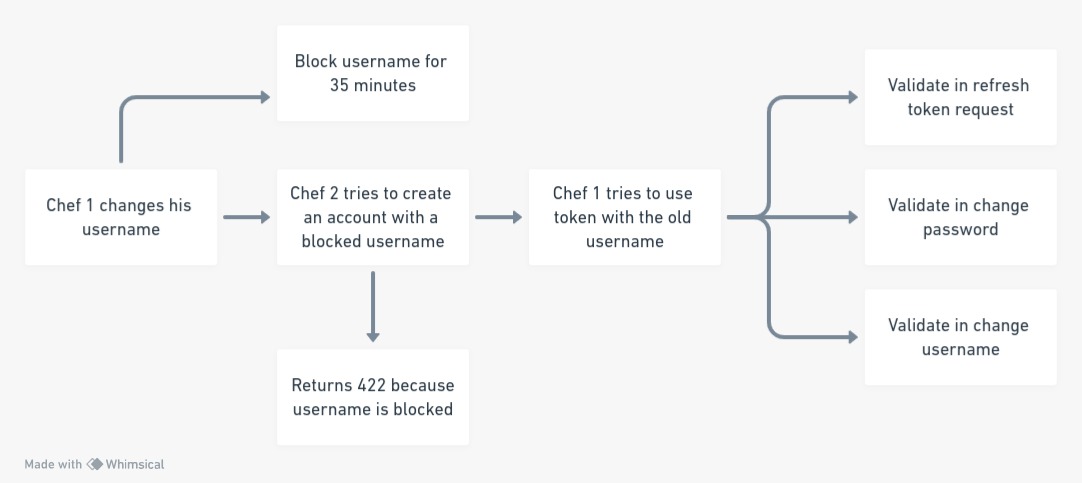 Block username for
35 minutes
Validate in refresh
token request
Chef 1 changes his
username
Chef 2 tries to create
an account with a
blocked username
Chef 1 tries to use
token with the old
username
Validate in change
password
Validate in change
username
Returns 422 because
username is blocked
Made with Whimsical